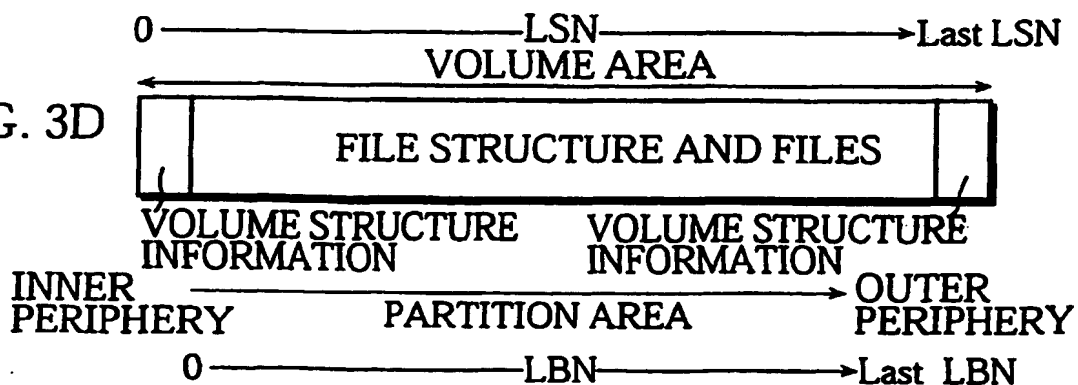 0 LSN Last LSN
VOLUME AREA
G. 3D
FILE STRUCTURE AND FILES
VOLUME STRUCTURE
INFORMATION
VOLUME STRUCTURE
INFORMATION
INNER
PERIPHERY
PARTITION AREA
OUTER
PERIPHERY
0 LBN Last LBN